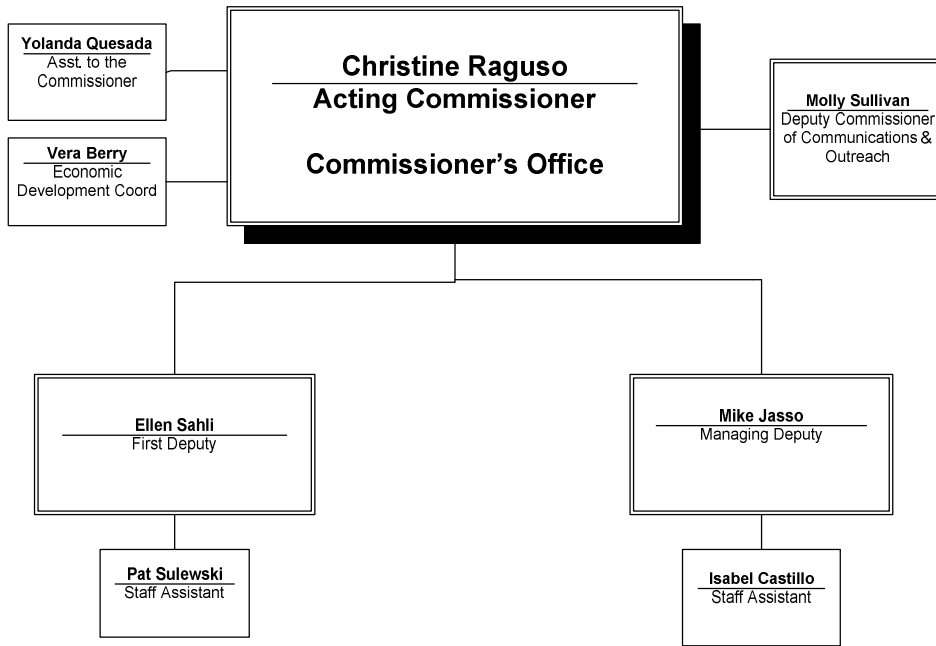 Yolanda Quesada
Asst. to the
Commissioner
Vera Berry
Economic
Development Coord
Christine Raguso
Acting Commissioner
Commissioner's Office
Molly Sullivan
Deputy Commissioner
of Communications &
Outreach
Ellen Sahli
First Deputy
Mike Jasso
Managing Deputy
Pat Sulewski
Staff Assistant
Isabel Castillo
Staff Assistant